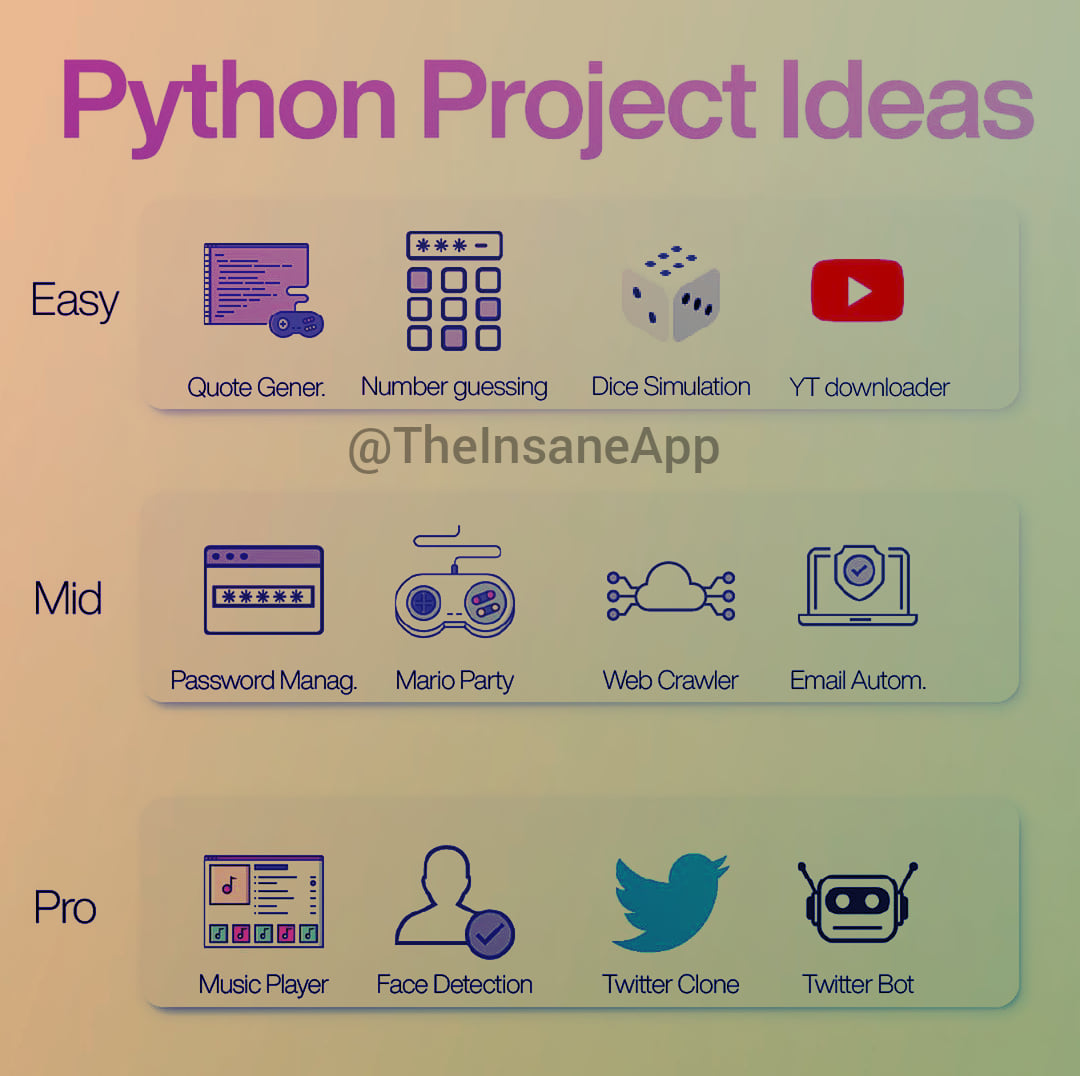 Python Project Ideas
Easy
Quote Gener. Number guessing Dice Simulation YT downloader
@TheInsaneApp
Mid
Password Manag. Mario Party Web Crawler Email Autom.
Pro
Music Player Face Detection Twitter Clone Twitter Bot